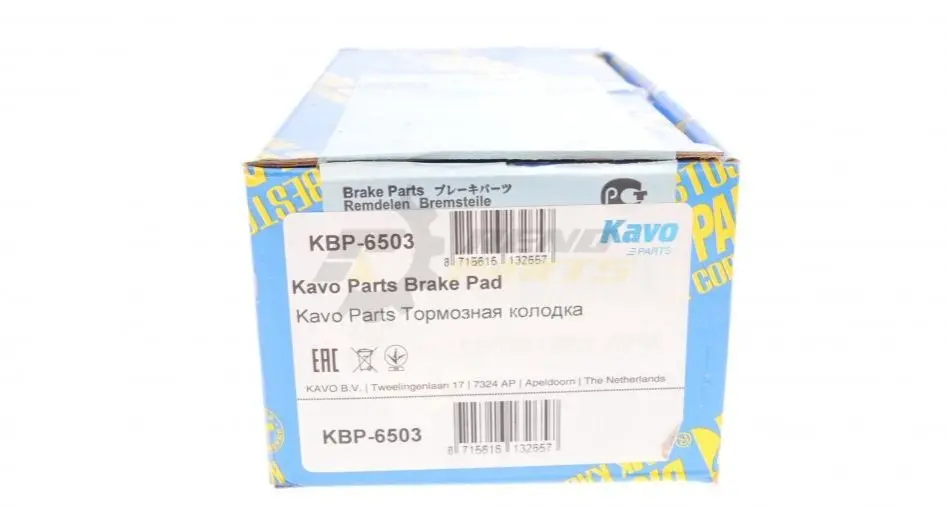 Brake Parts ブレーキパーツ
Remdelen Bremsteile
KBP-6503
8 715616 132657
Kavo
PARTS
Kavo Parts Brake Pad
Kavo Parts Тормозная колодка
EAC
KAVO B.V. | Tweelingenlaan 17 | 7324 AP | Apeldoorn | The Netherlands
KBP-6503
8 715616 132657